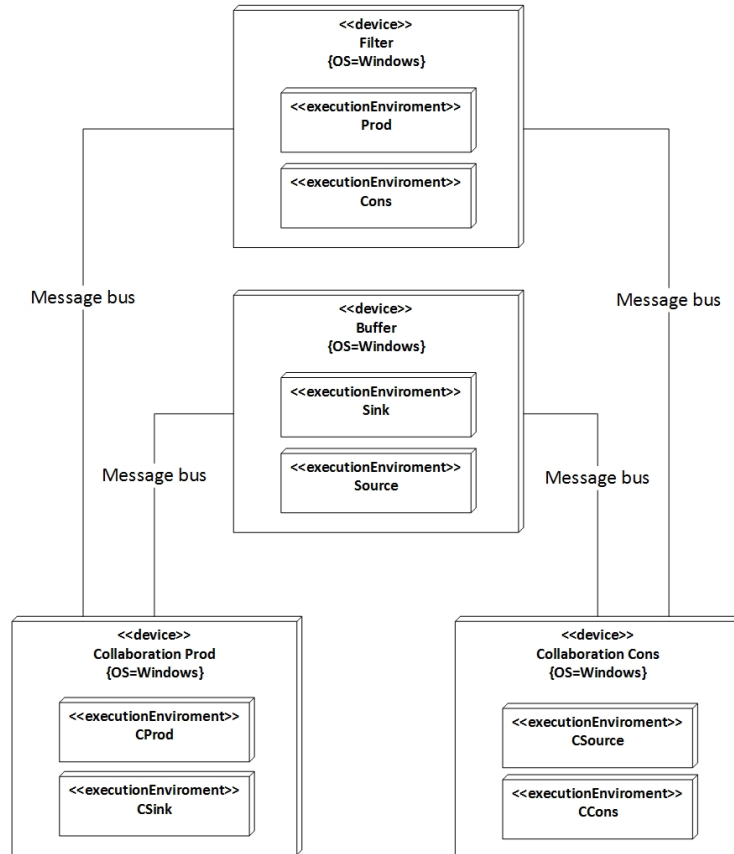 <<device>>
Filter
{OS=Windows}
<<executionEnviroment>>
Prod
<<executionEnviroment>>
Cons
Message bus
Message bus
<<device>>
Buffer
{OS=Windows}
<<executionEnviroment>>
Sink
<<executionEnviroment>>
Source
Message bus
Message bus
<<device>>
Collaboration Prod
{OS=Windows}
<<executionEnviroment>>
CProd
<<executionEnviroment>>
CSink
<<device>>
Collaboration Cons
{OS=Windows}
<<executionEnviroment>>
CSource
<<executionEnviroment>>
CCons